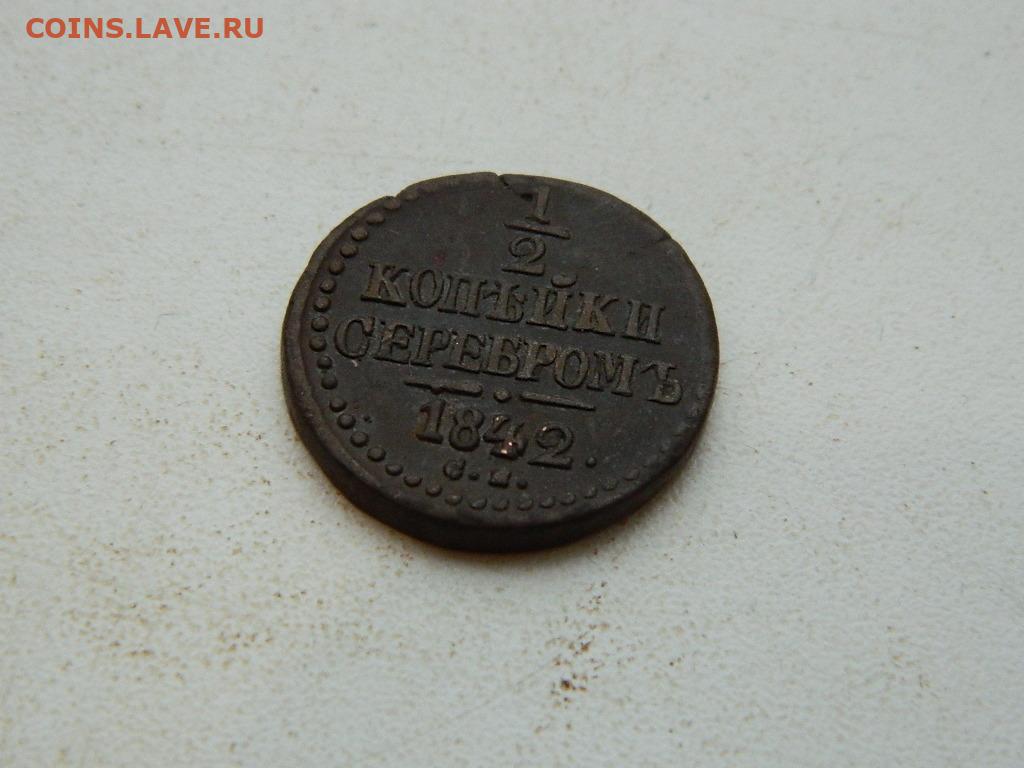 COINS.LAVE.RU
1
2
КОПѢЙКИ
СЕРЕБРОМЪ
1842.
С.М.